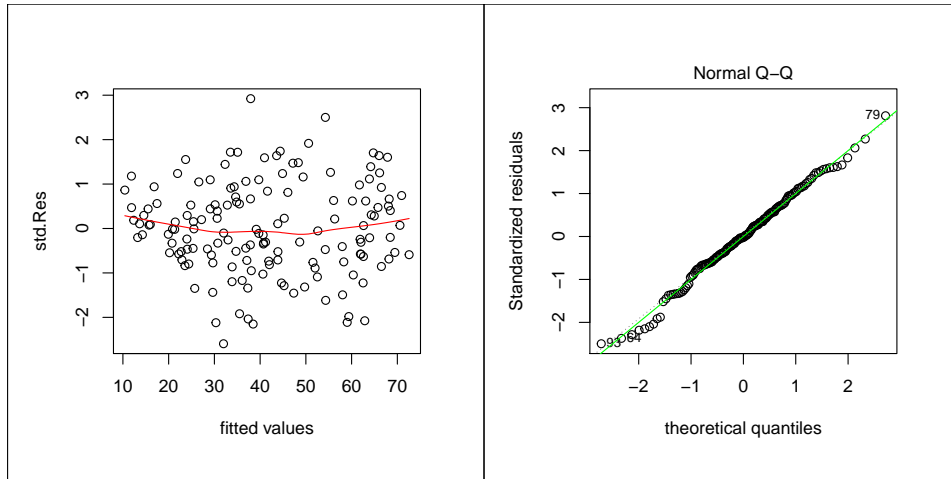 std.Res
3
2
1
0
−1
−2
10 20 30 40 50 60 70
fitted values
Normal Q−Q
Standardized residuals
3
2
1
0
−1
−2
79
93
64
−2 −1 0 1 2
theoretical quantiles